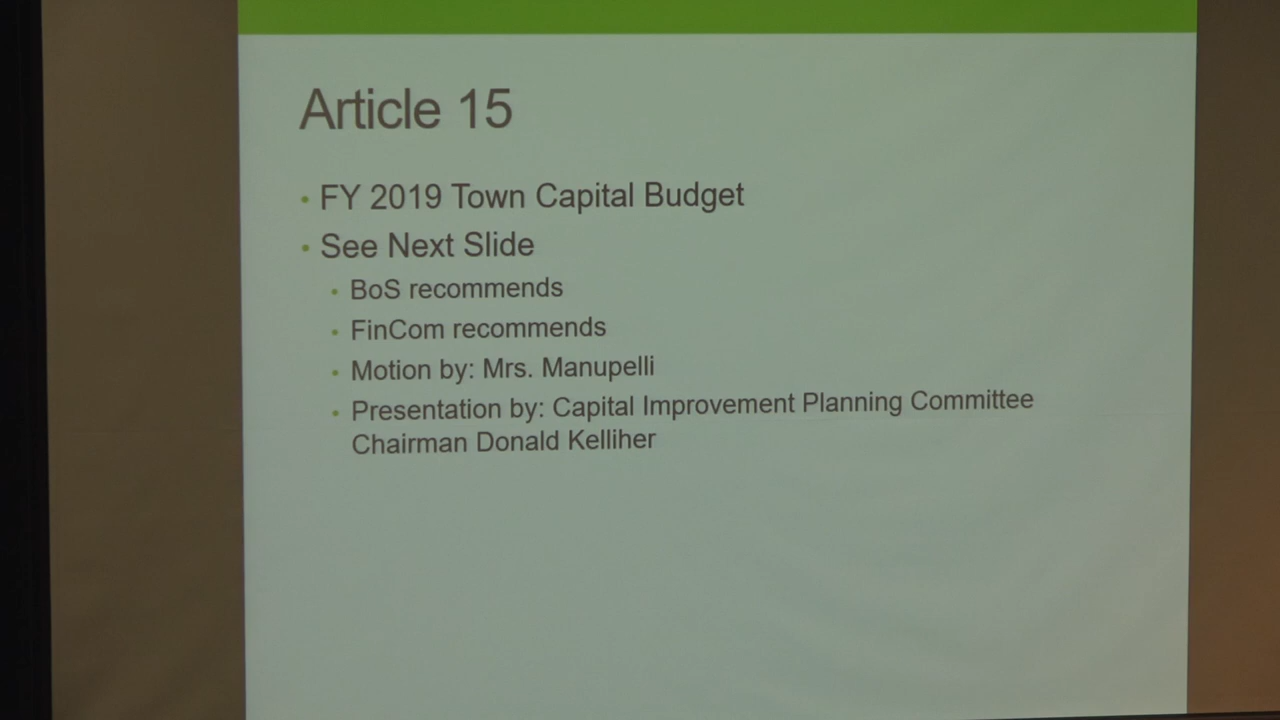 Article 15
• FY 2019 Town Capital Budget
• See Next Slide
• BoS recommends
• FinCom recommends
• Motion by: Mrs. Manupelli
• Presentation by: Capital Improvement Planning Committee
Chairman Donald Kelliher